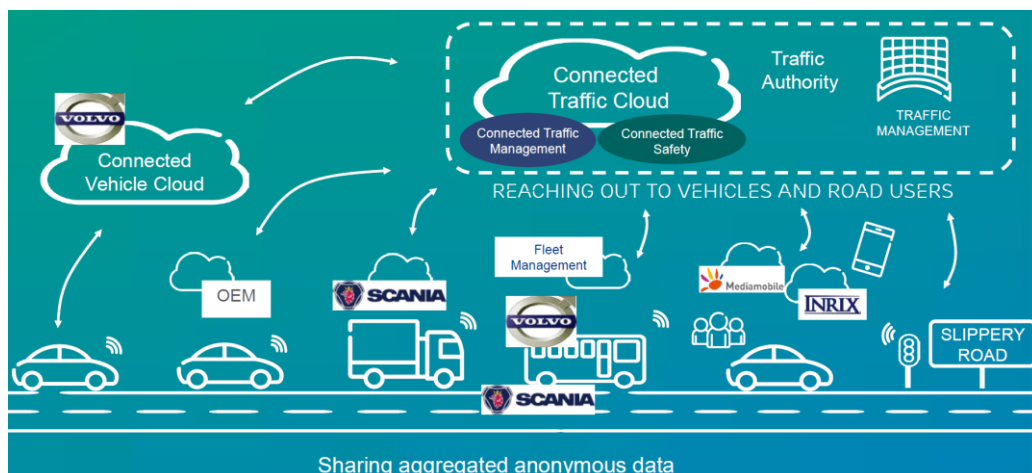 Connected
Traffic Cloud
Traffic
Authority
TRAFFIC
MANAGEMENT
Connected Traffic
Management
Connected Traffic
Safety
VOLVO
Connected
Vehicle Cloud
REACHING OUT TO VEHICLES AND ROAD USERS
OEM
SCANIA
Fleet
Management
VOLVO
Mediamobile
INRIX
SLIPPERY
ROAD
SCANIA
Sharing aggregated anonymous data